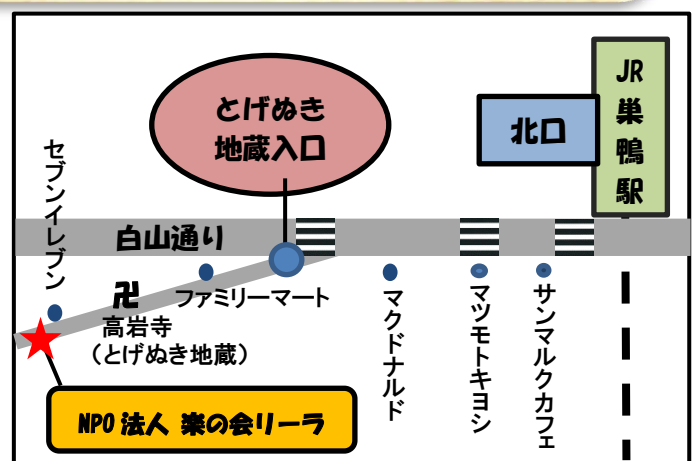 JR
巣
鴨
駅
北口
とげぬき
地蔵入口
セブンイレブン
白山通り
卍
ファミリーマート
高岩寺
（とげぬき地蔵）
マクドナルド
マツモトキヨシ
サンマルクカフェ
NPO法人 楽の会リーラ